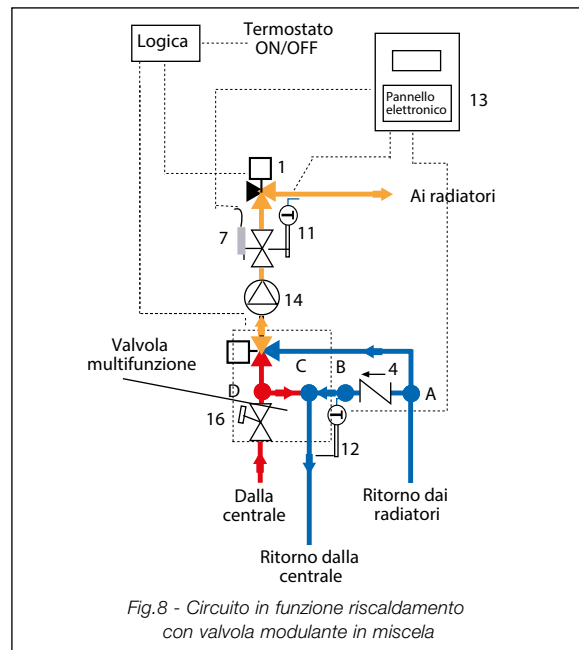 Logica
Termostato
ON/OFF
Pannello
elettronico
13
1
Ai radiatori
T
11
7
14
Valvola
multifunzione
C
B
4
D
A
T
16
12
Dalla
centrale
Ritorno dai
radiatori
Ritorno dalla
centrale
Fig.8 - Circuito in funzione riscaldamento
con valvola modulante in miscela